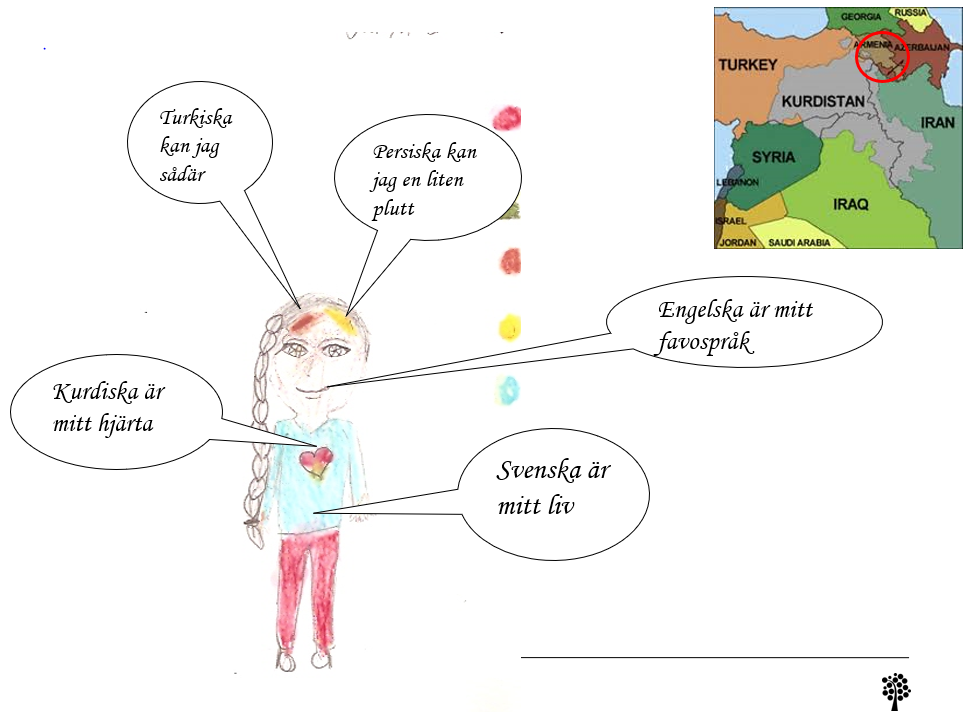 Turkiska
kan jag
sådär
Persiska kan
jag en liten
plutt
Engelska är mitt
favospråk
Kurdiska är
mitt hjärta
Svenska är
mitt liv
GEORGIA
RUSSIA
ARMENIA
AZERBAIJAN
TURKEY
KURDISTAN
IRAN
SYRIA
LEBANON
IRAQ
ISRAEL
JORDAN
SAUDI ARABIA